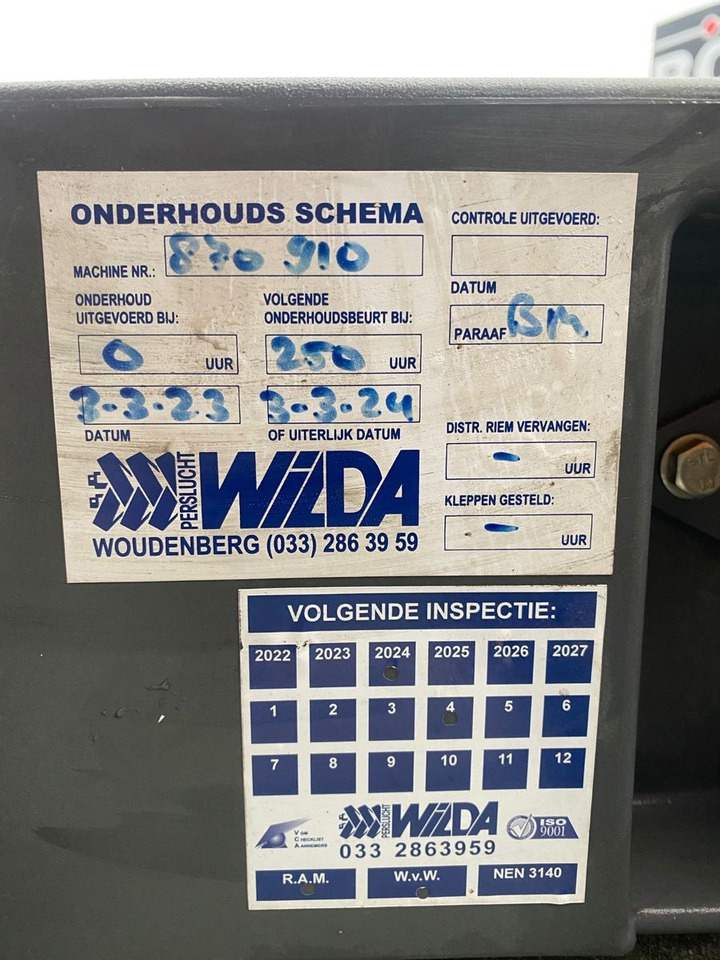 ONDERHOUDS SCHEMA
MACHINE NR.: 870 910
ONDERHOUD UITGEVOERD BIJ:
0 UUR
3-3-23
DATUM
VOLGENDE ONDERHOUDSBEURT BIJ:
250 UUR
3-3-24
OF UITERLIJK DATUM
CONTROLE UITGEVOERD:
DATUM
PARAAF BM
DISTR. RIEM VERVANGEN:
- UUR
KLEPPEN GESTELD:
- UUR
PERSLUCHT WILDA
WOUDENBERG (033) 286 39 59
VOLGENDE INSPECTIE:
2022 2023 2024 2025 2026 2027
1 2 3 4 5 6
7 8 9 10 11 12
VGM CHECKLIST AANNEMERS
PERSLUCHT WILDA
ISO 9001
033 2863959
R.A.M. W.v.W. NEN 3140